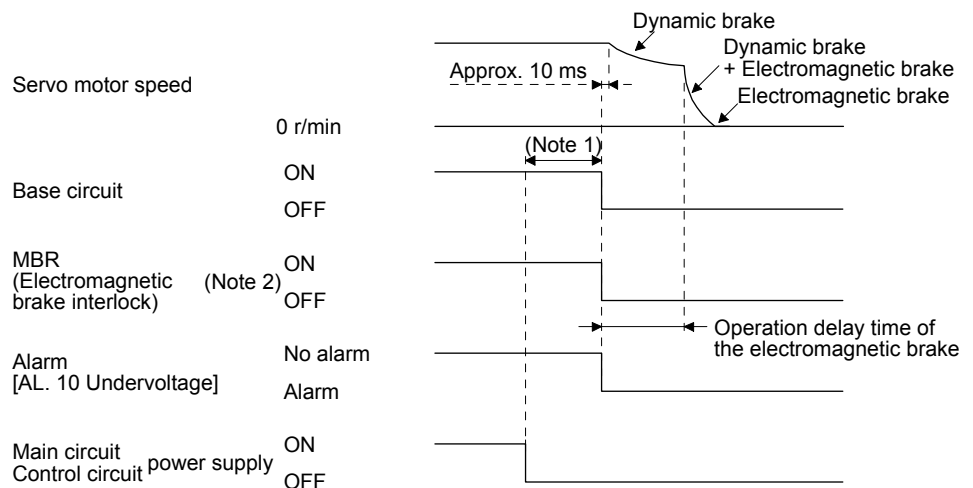 Dynamic brake
Dynamic brake
+ Electromagnetic brake
Electromagnetic brake
Servo motor speed
Approx. 10 ms
0 r/min
(Note 1)
Base circuit
ON
OFF
MBR
(Electromagnetic
brake interlock)
(Note 2)
ON
OFF
Operation delay time of
the electromagnetic brake
Alarm
[AL. 10 Undervoltage]
No alarm
Alarm
Main circuit
Control circuit
power supply
ON
OFF